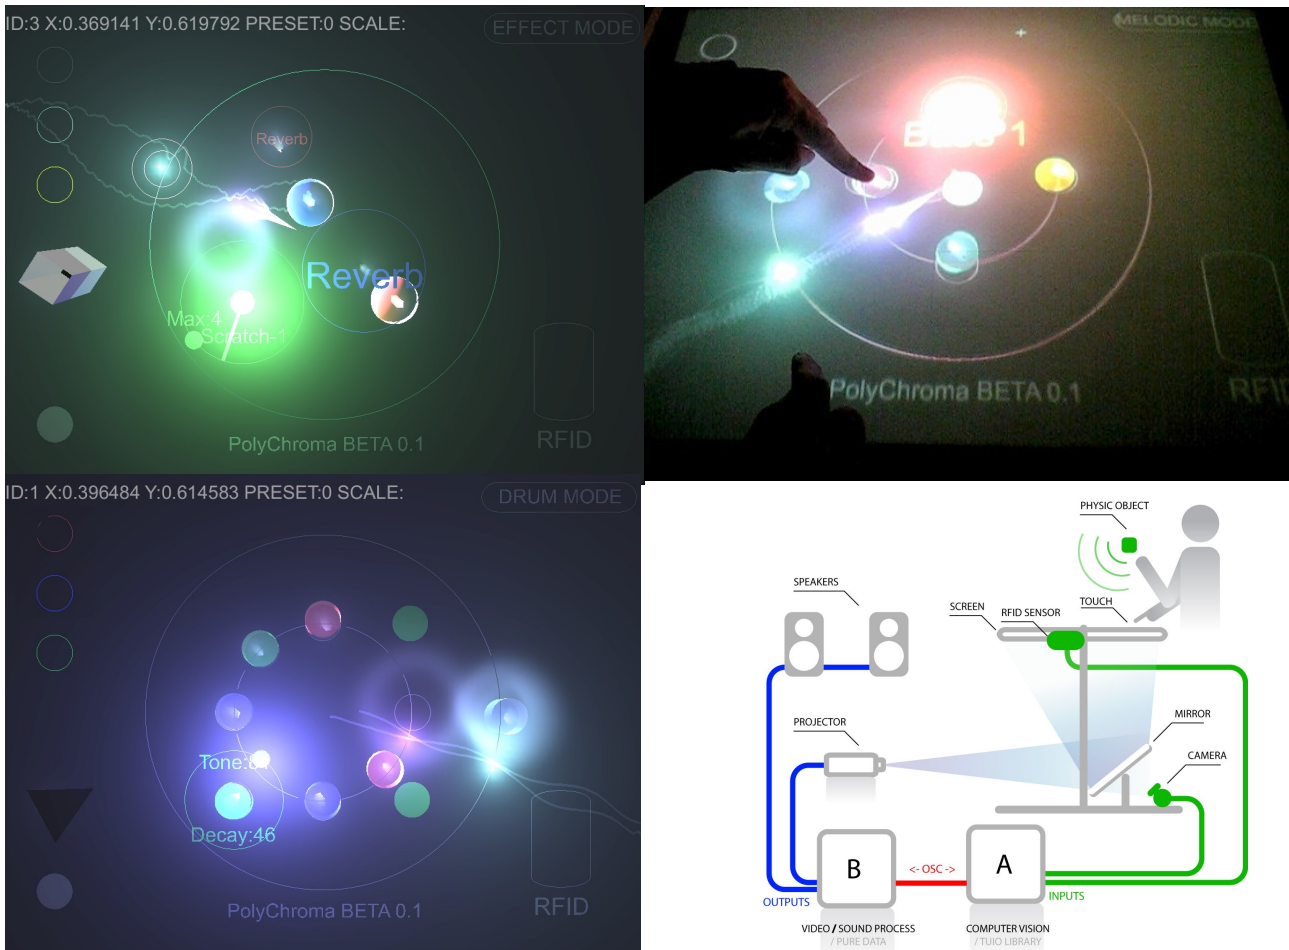 ID:3 X:0.369141 Y:0.619792 PRESET:0 SCALE:
EFFECT MODE
Reverb
Reverb
Max:4
Scratch-1
PolyChroma BETA 0.1
RFID
MELODIC MODE
1
PolyChroma BETA 0.1
RFID
ID:1 X:0.396484 Y:0.614583 PRESET:0 SCALE:
DRUM MODE
Decay:46
PolyChroma BETA 0.1
RFID
PHYSIC OBJECT
SPEAKERS
SCREEN
RFID SENSOR
TOUCH
PROJECTOR
MIRROR
CAMERA
B
<- OSC ->
A
OUTPUTS
INPUTS
VIDEO / SOUND PROCESS
/ PURE DATA
COMPUTER VISION
/ TUIO LIBRARY